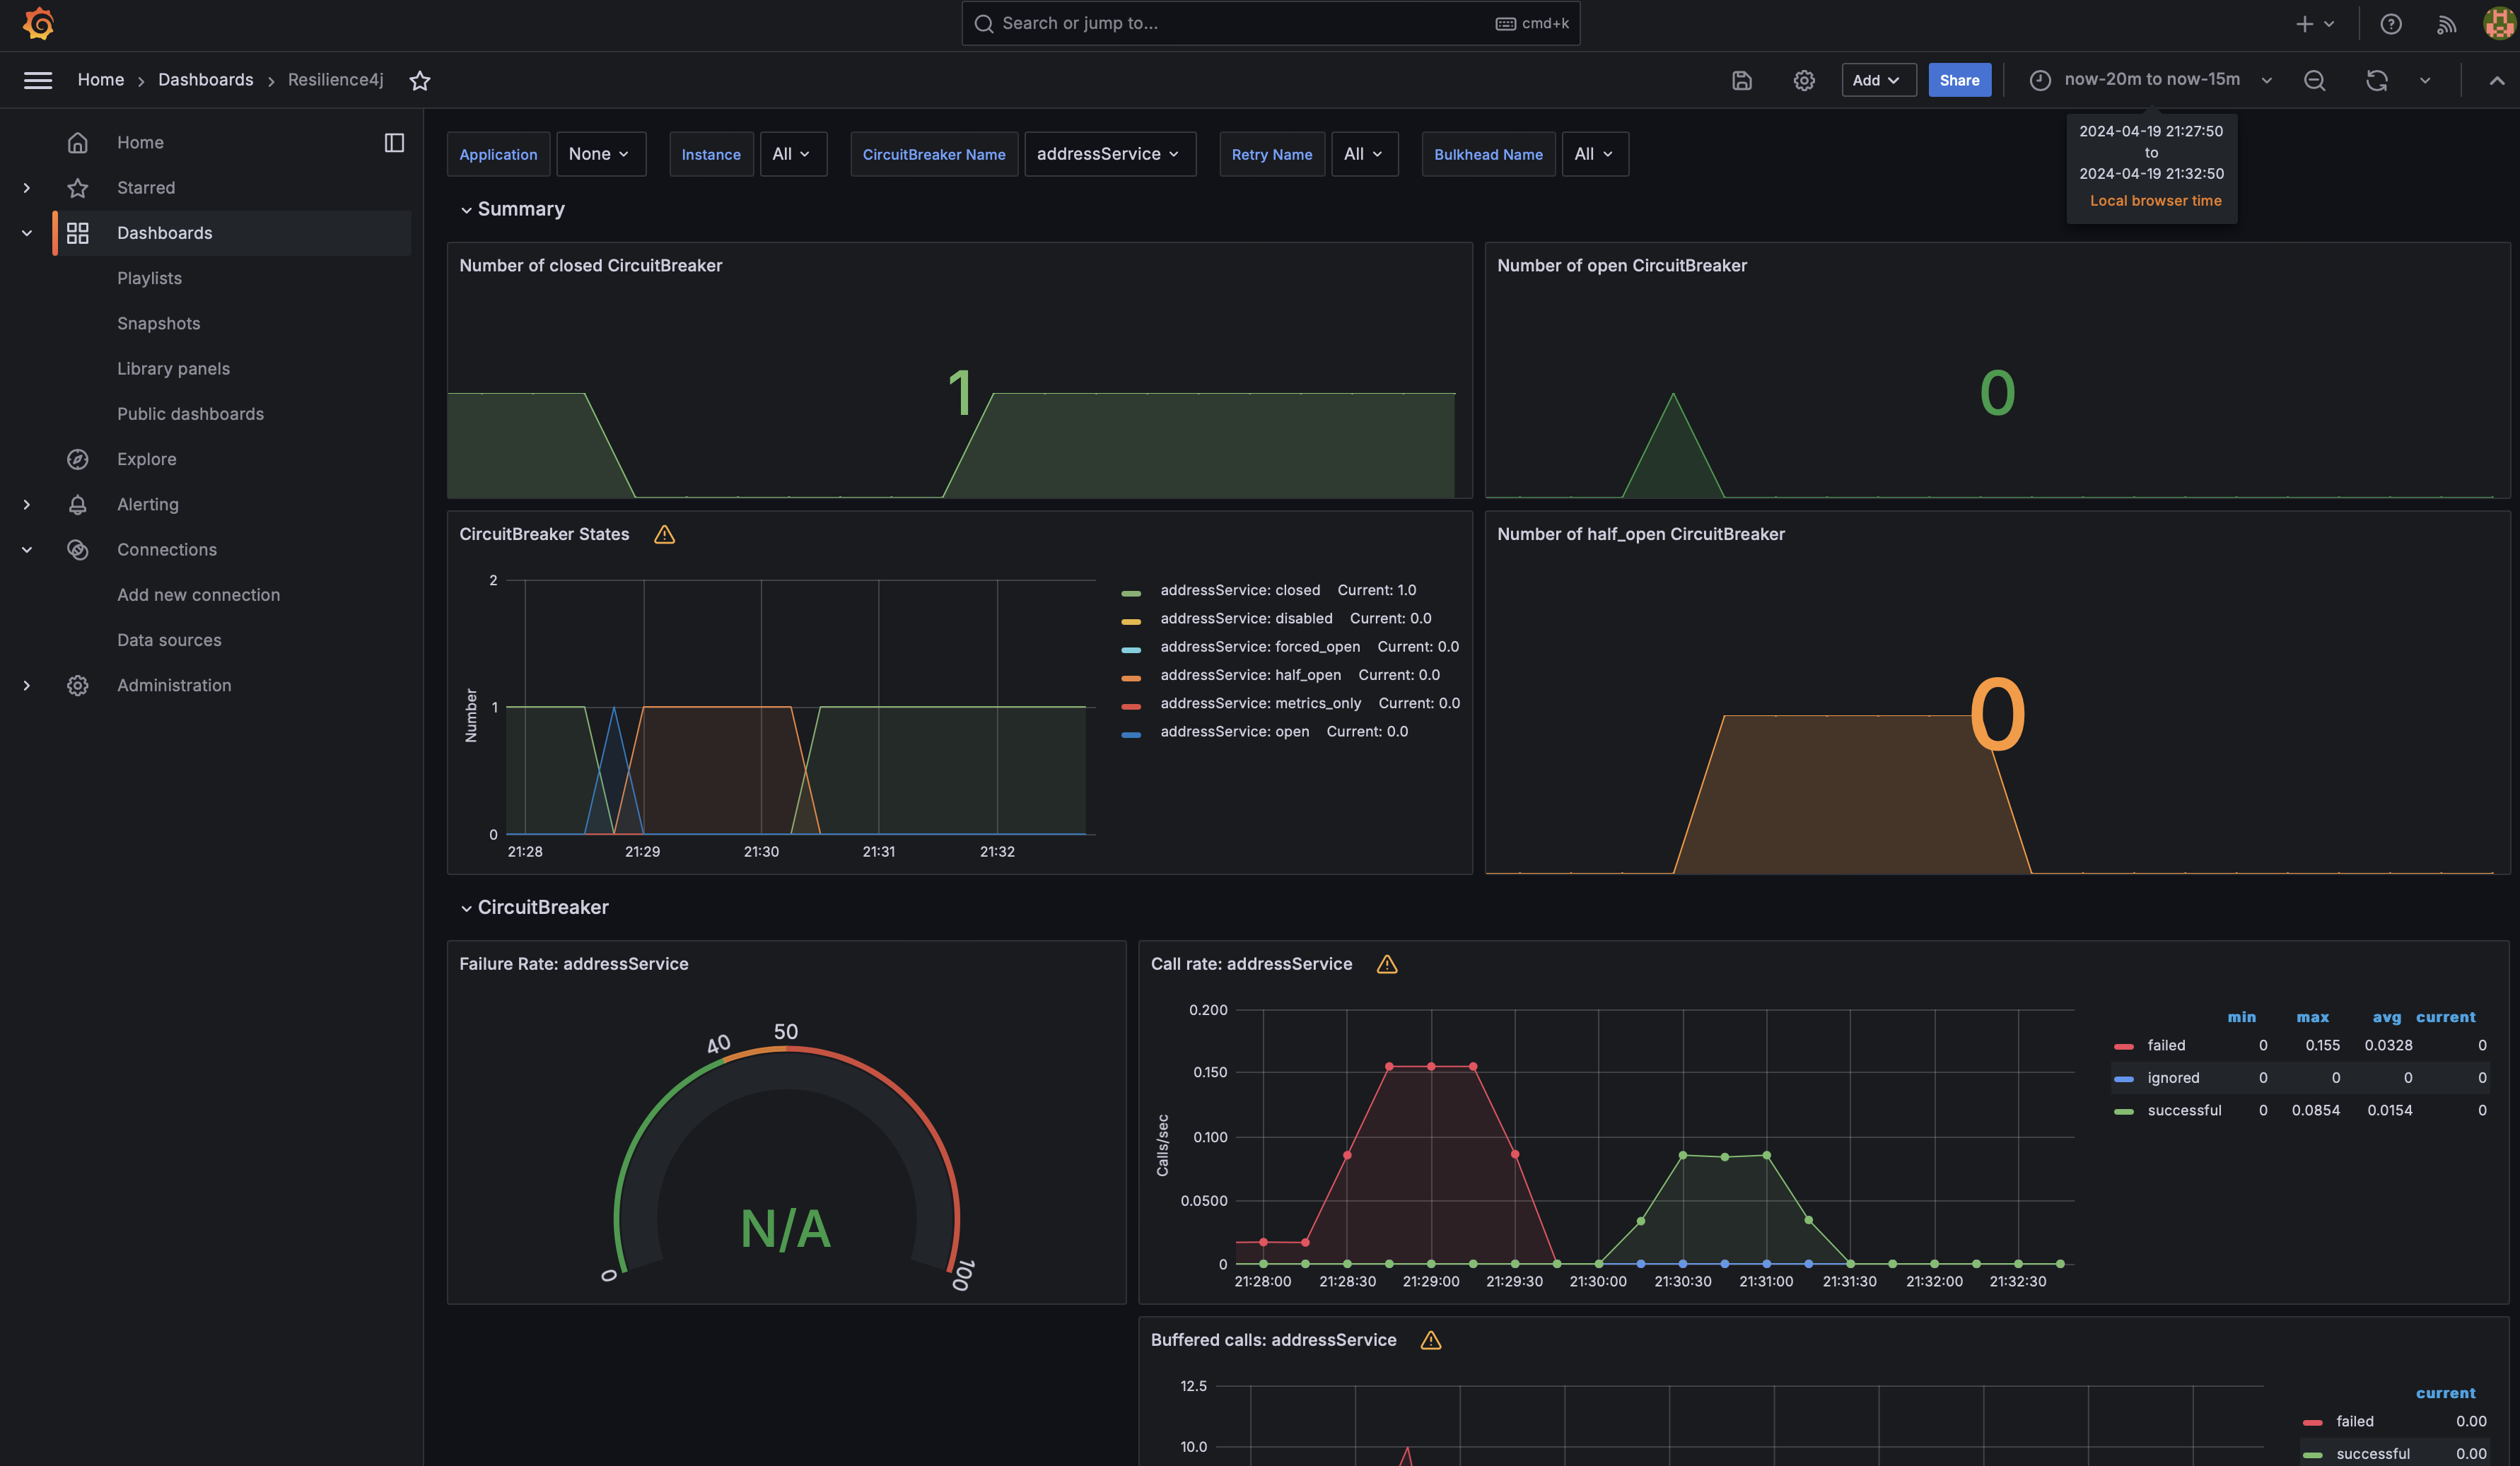 Search or jump to...
cmd+k
Home
Dashboards
Resilience4j
Add
Share
now-20m to now-15m
2024-04-19 21:27:50
to
2024-04-19 21:32:50
Local browser time
Home
Starred
Dashboards
Playlists
Snapshots
Library panels
Public dashboards
Explore
Alerting
Connections
Add new connection
Data sources
Administration
Application
None
Instance
All
CircuitBreaker Name
addressService
Retry Name
All
Bulkhead Name
All
Summary
Number of closed CircuitBreaker
1
Number of open CircuitBreaker
0
CircuitBreaker States
Number
2
1
0
21:28
21:29
21:30
21:31
21:32
addressService: closed Current: 1.0
addressService: disabled Current: 0.0
addressService: forced_open Current: 0.0
addressService: half_open Current: 0.0
addressService: metrics_only Current: 0.0
addressService: open Current: 0.0
Number of half_open CircuitBreaker
0
CircuitBreaker
Failure Rate: addressService
0
40
50
100
N/A
Call rate: addressService
Calls/sec
0.200
0.150
0.100
0.0500
0
21:28:00
21:28:30
21:29:00
21:29:30
21:30:00
21:30:30
21:31:00
21:31:30
21:32:00
21:32:30
min max avg current
failed 0 0.155 0.0328 0
ignored 0 0 0 0
successful 0 0.0854 0.0154 0
Buffered calls: addressService
12.5
10.0
current
failed 0.00
successful 0.00